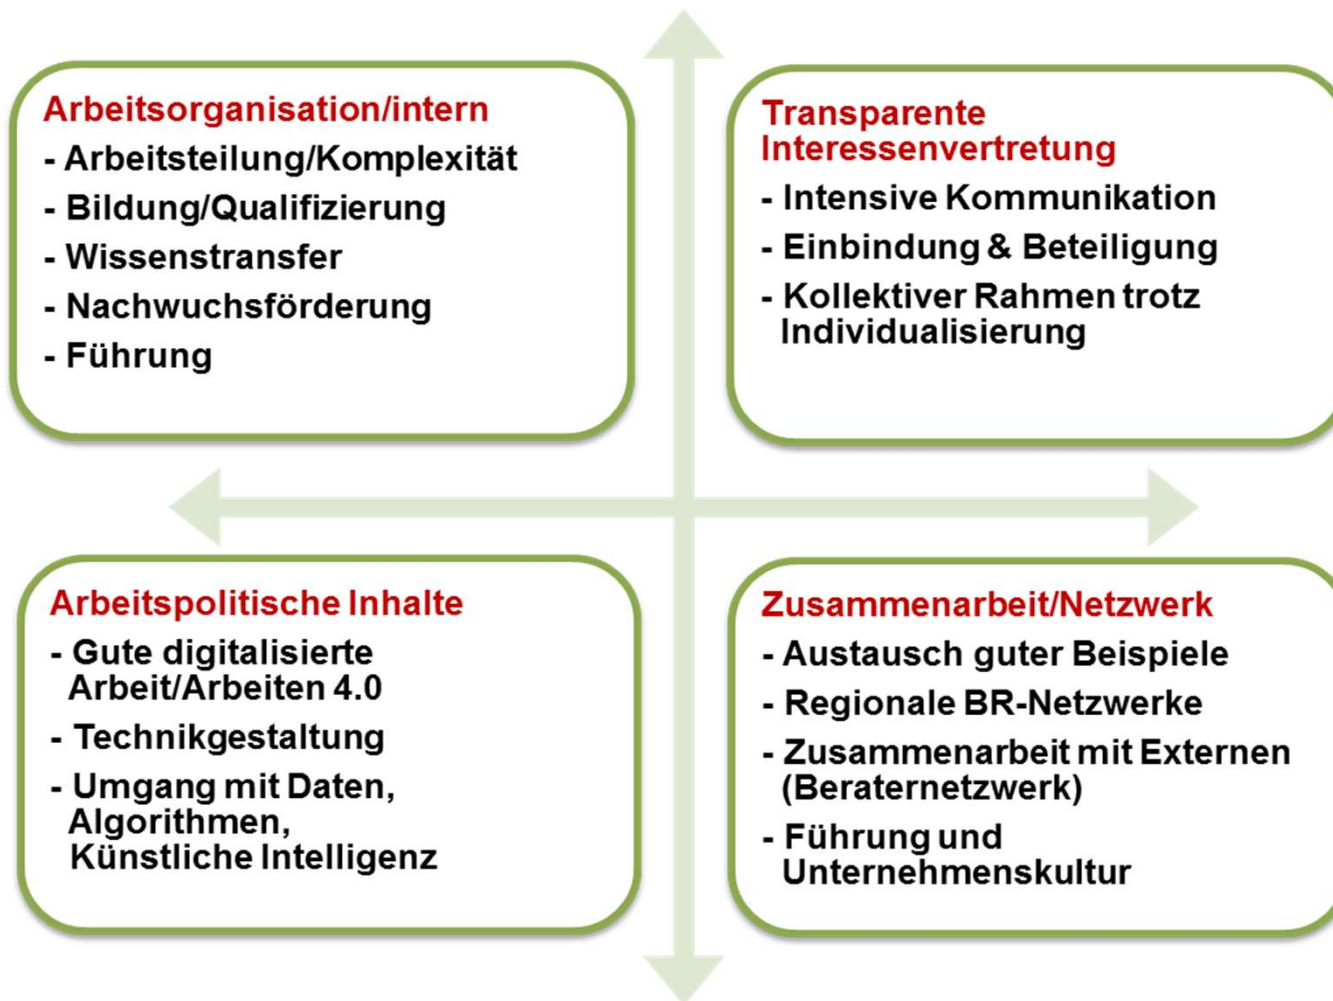 Arbeitsorganisation/intern
- Arbeitsteilung/Komplexität
- Bildung/Qualifizierung
- Wissenstransfer
- Nachwuchsförderung
- Führung
Transparente
Interessenvertretung
- Intensive Kommunikation
- Einbindung & Beteiligung
- Kollektiver Rahmen trotz
Individualisierung
Arbeitspolitische Inhalte
- Gute digitalisierte
Arbeit/Arbeiten 4.0
- Technikgestaltung
- Umgang mit Daten,
Algorithmen,
Künstliche Intelligenz
Zusammenarbeit/Netzwerk
- Austausch guter Beispiele
- Regionale BR-Netzwerke
- Zusammenarbeit mit Externen
(Beraternetzwerk)
- Führung und
Unternehmenskultur